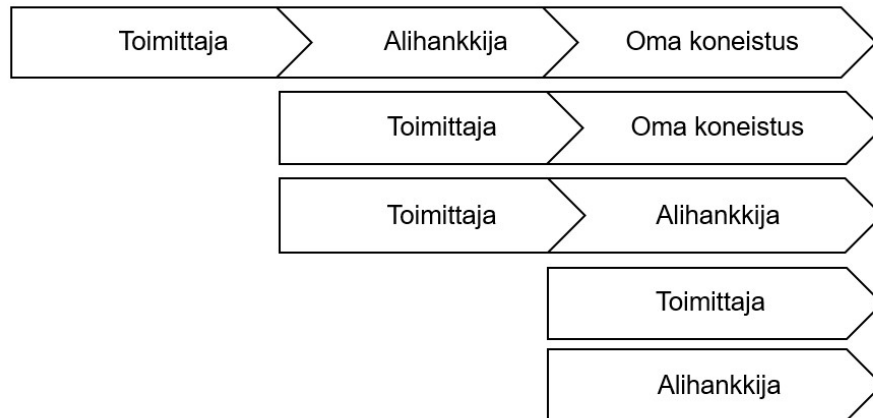 Toimittaja Alihankkija Oma koneistus
Toimittaja Oma koneistus
Toimittaja Alihankkija
Toimittaja
Alihankkija